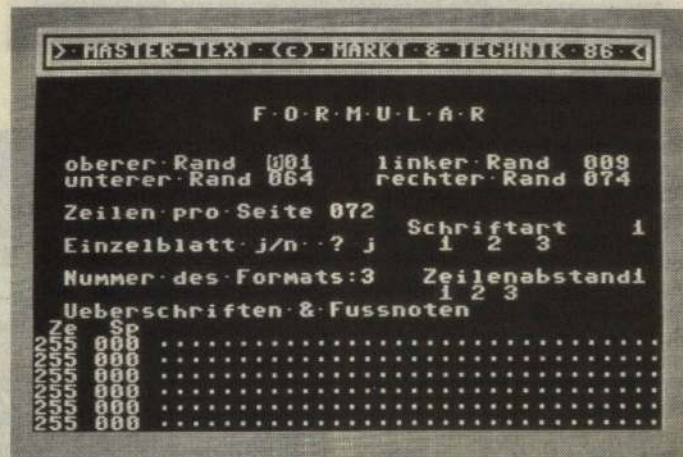 > MASTER-TEXT·(c)·MARKT·&·TECHNIK·86·<
F·O·R·M·U·L·A·R
oberer·Rand 001 linker·Rand 009
unterer·Rand 064 rechter·Rand 074
Zeilen·pro·Seite 072
Schriftart 1
Einzelblatt·j/n··? j 1 2 3
Nummer·des·Formats:3 Zeilenabstand1
1 2 3
Ueberschriften·&·Fussnoten
Ze Sp
255 000 ·································
255 000 ·································
255 000 ·································
255 000 ·································
255 000 ·································
255 000 ·································